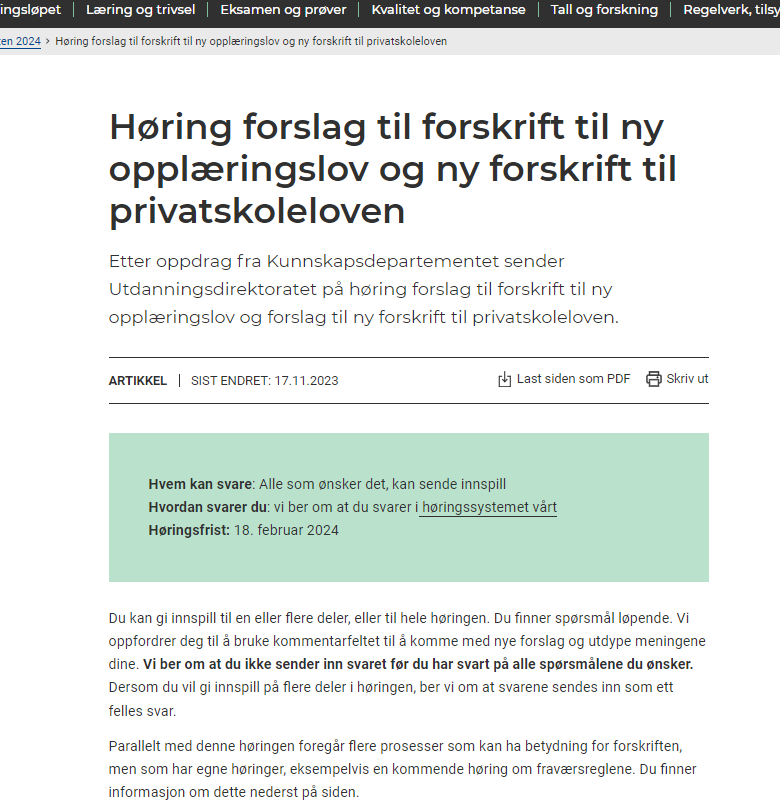 ingsløpet Læring og trivsel Eksamen og prøver Kvalitet og kompetanse Tall og forskning Regelverk, tilsy
en 2024 › Høring forslag til forskrift til ny opplæringslov og ny forskrift til privatskoleloven
Høring forslag til forskrift til ny
opplæringslov og ny forskrift til
privatskoleloven
Etter oppdrag fra Kunnskapsdepartementet sender
Utdanningsdirektoratet på høring forslag til forskrift til ny
opplæringslov og forslag til ny forskrift til privatskoleloven.
ARTIKKEL | SIST ENDRET: 17.11.2023 Last siden som PDF Skriv ut
Hvem kan svare: Alle som ønsker det, kan sende innspill
Hvordan svarer du: vi ber om at du svarer i høringssystemet vårt
Høringsfrist: 18. februar 2024
Du kan gi innspill til en eller flere deler, eller til hele høringen. Du finner spørsmål løpende. Vi
oppfordrer deg til å bruke kommentarfeltet til å komme med nye forslag og utdype meningene
dine. Vi ber om at du ikke sender inn svaret før du har svart på alle spørsmålene du ønsker.
Dersom du vil gi innspill på flere deler i høringen, ber vi om at svarene sendes inn som ett
felles svar.
Parallelt med denne høringen foregår flere prosesser som kan ha betydning for forskriften,
men som har egne høringer, eksempelvis en kommende høring om fraværsreglene. Du finner
informasjon om dette nederst på siden.